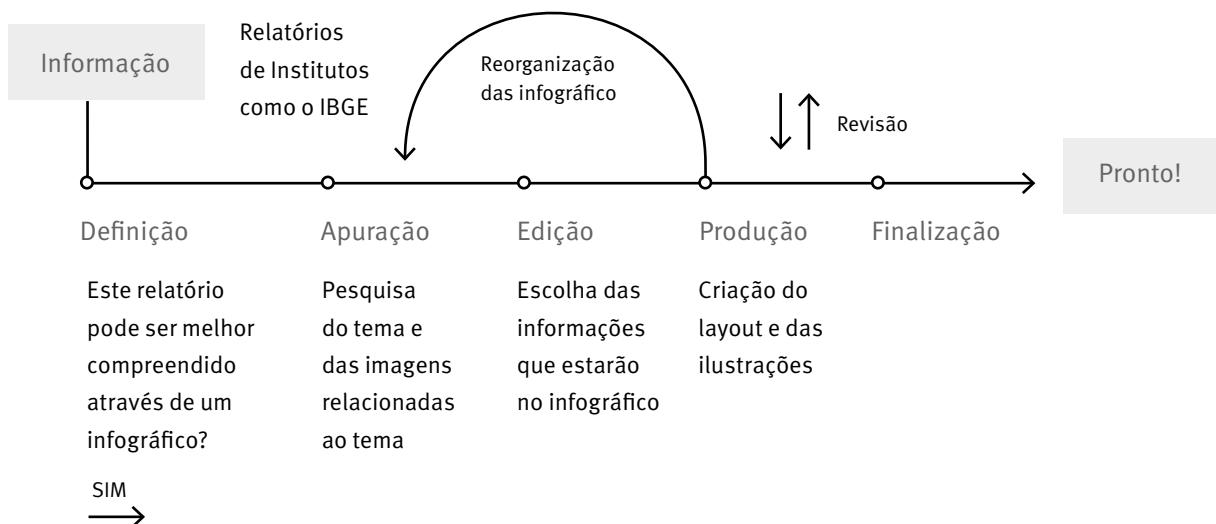 Informação
Relatórios
de Institutos
como o IBGE
Reorganização
das infográfico
Revisão
Pronto!
Definição
Este relatório
pode ser melhor
compreendido
através de um
infográfico?
SIM
Apuração
Pesquisa
do tema e
das imagens
relacionadas
ao tema
Edição
Escolha das
informações
que estarão
no infográfico
Produção
Criação do
layout e das
ilustrações
Finalização